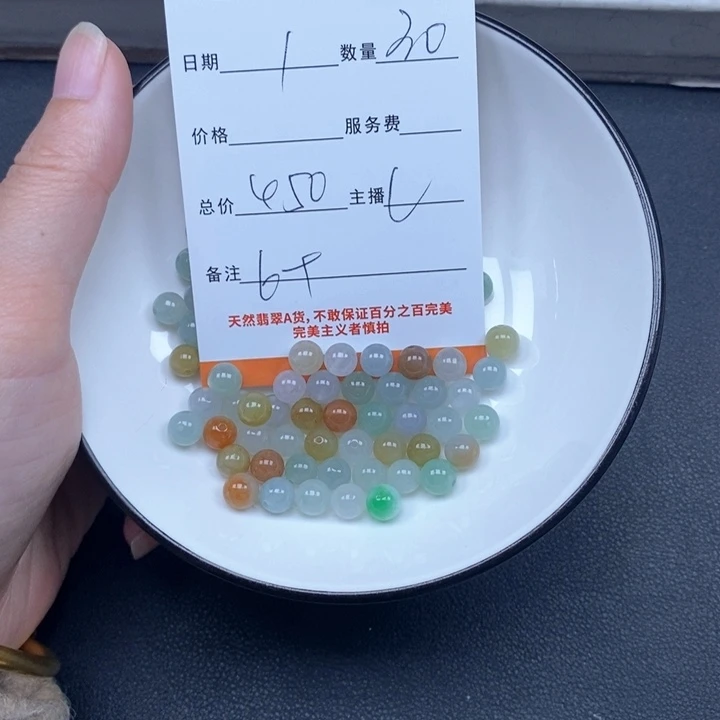 日期 1 数量 30
价格 服务费
总价 450 主播 L
备注 6+
天然翡翠A货,不敢保证百分之百完美
完美主义者慎拍